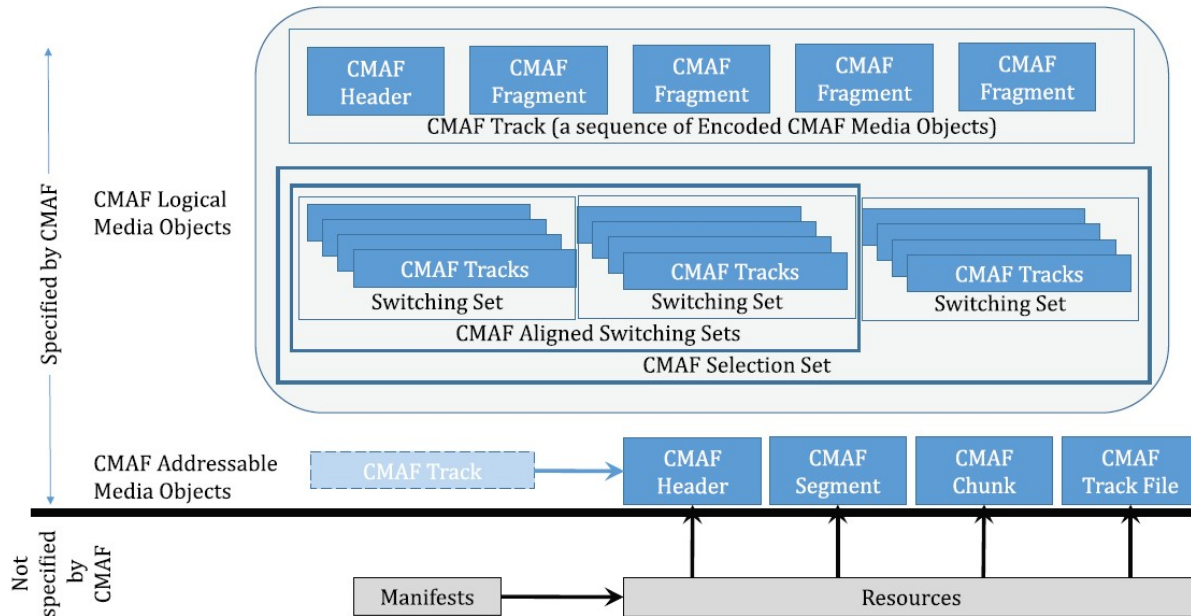 CMAF
Header
CMAF
Fragment
CMAF
Fragment
CMAF
Fragment
CMAF
Fragment
CMAF Track (a sequence of Encoded CMAF Media Objects)
Specified by CMAF
CMAF Logical
Media Objects
CMAF Tracks
Switching Set
CMAF Tracks
Switching Set
CMAF Tracks
Switching Set
CMAF Aligned Switching Sets
CMAF Selection Set
CMAF Addressable
Media Objects
CMAF Track
CMAF
Header
CMAF
Segment
CMAF
Chunk
CMAF
Track File
Not
specified
by
CMAF
Manifests
Resources